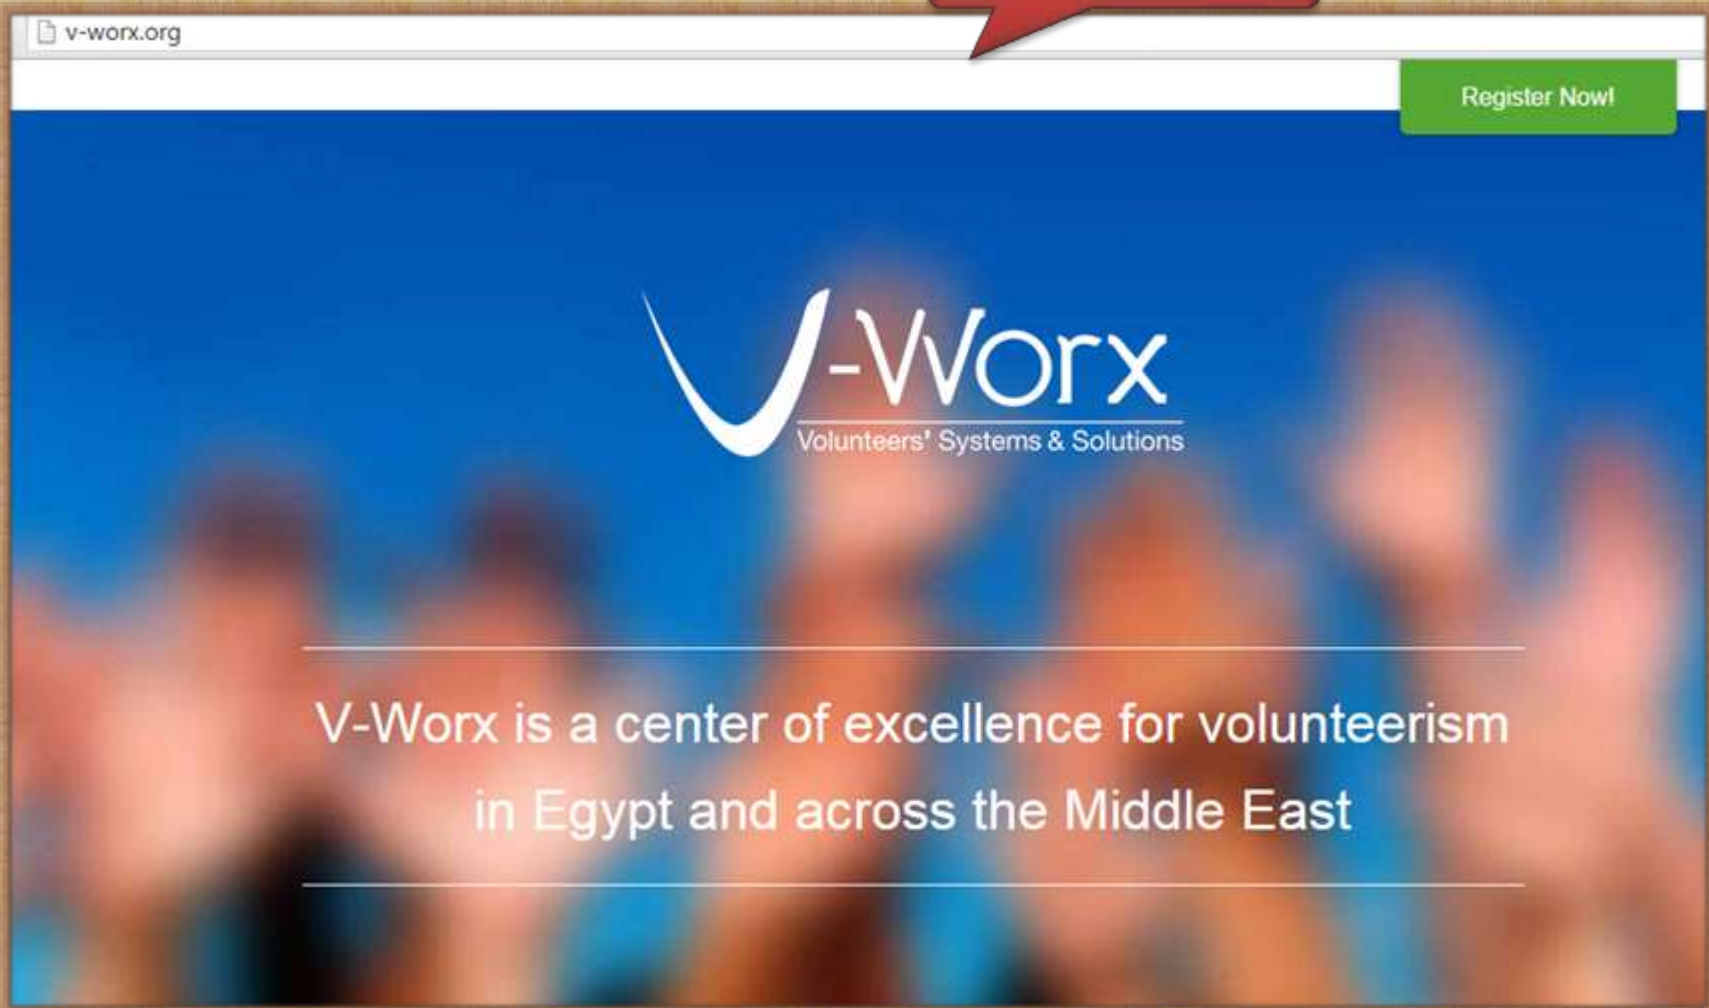 v-worx.org
Register Now!
V-Worx
Volunteers' Systems & Solutions
V-Worx is a center of excellence for volunteerism
in Egypt and across the Middle East